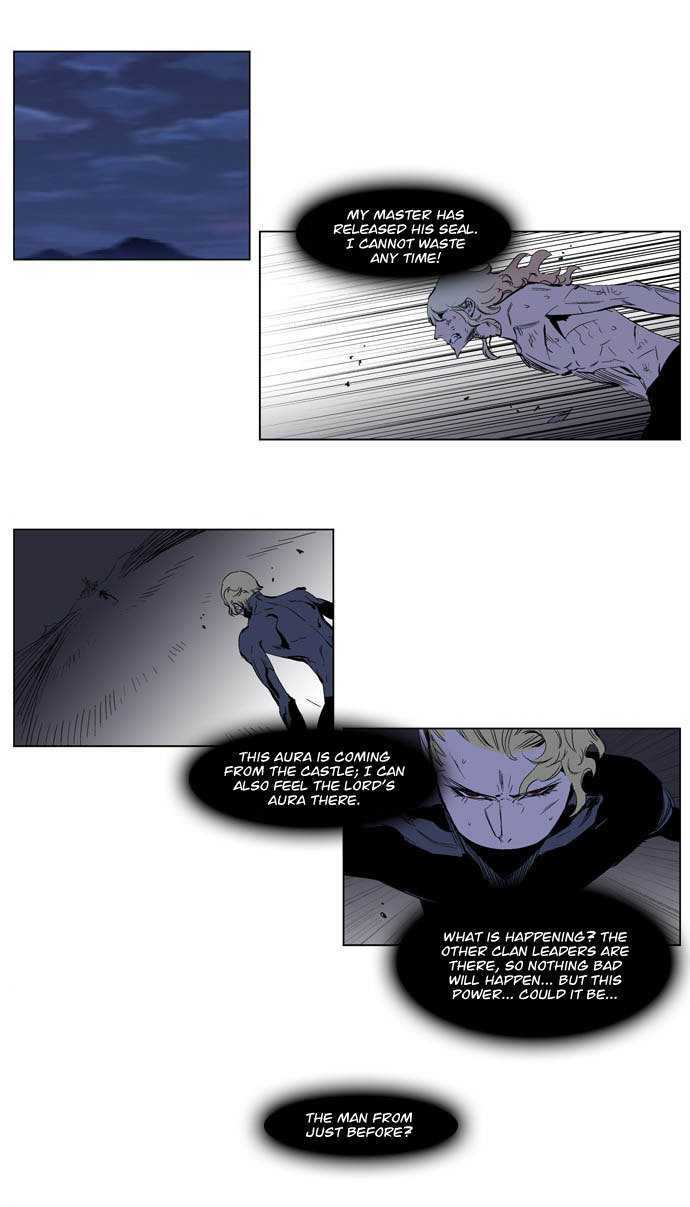 MY MASTER HAS
RELEASED HIS SEAL.
I CANNOT WASTE
ANY TIME!
THIS AURA IS COMING
FROM THE CASTLE; I CAN
ALSO FEEL THE LORD'S
AURA THERE.
WHAT IS HAPPENING? THE
OTHER CLAN LEADERS ARE
THERE, SO NOTHING BAD
WILL HAPPEN... BUT THIS
POWER... COULD IT BE...
THE MAN FROM
JUST BEFORE?